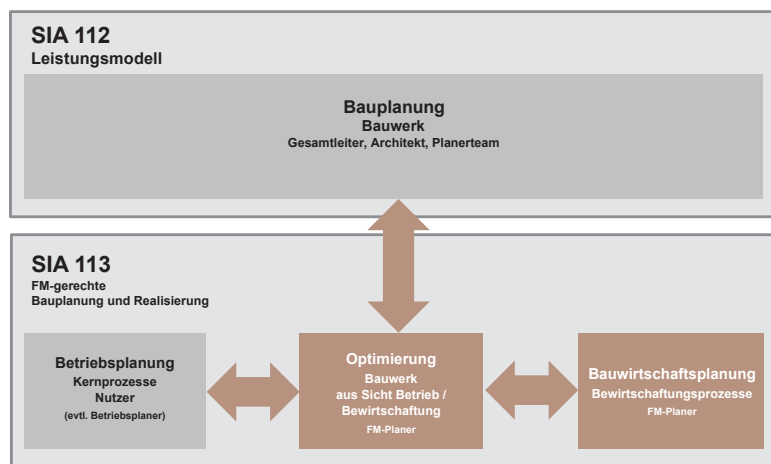 SIA 112
Leistungsmodell
Bauplanung
Bauwerk
Gesamtleiter, Architekt, Planerteam
SIA 113
FM-gerechte
Bauplanung und Realisierung
Betriebsplanung
Kernprozesse
Nutzer
(evtl. Betriebsplaner)
Optimierung
Bauwerk
aus Sicht Betrieb /
Bewirtschaftung
FM-Planer
Bauwirtschaftsplanung
Bewirtschaftungsprozesse
FM-Planer